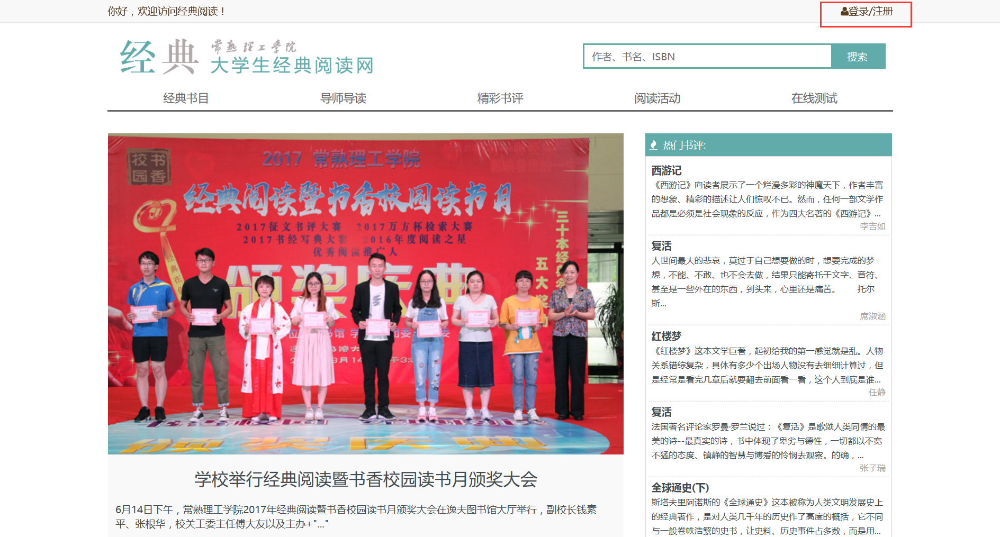 你好，欢迎访问经典阅读！
登录/注册
经典
常熟理工学院
大学生经典阅读网
作者、书名、ISBN
搜索
经典书目
导师导读
精彩书评
阅读活动
在线测试
书香
校园
2017 常熟理工学院
经典阅读暨书香校园读书月
2017征文书评大赛 2017万方杯检索大赛
2017书经写典大赛 2016年度阅读之星
优秀阅读推广人
颁奖庆典
三十本经典
五大奖
颁奖庆典
学校举行经典阅读暨书香校园读书月颁奖大会
6月14日下午，常熟理工学院2017年经典阅读暨书香校园读书月颁奖大会在逸夫图书馆大厅举行，副校长钱素
平、张根华，校关工委主任傅大友以及主办+"..."
热门书评:
西游记
《西游记》向读者展示了一个烂漫多彩的神魔天下，作者丰富
的想象、精彩的描述让人们惊叹不已。然而，任何一部文学作
品都是必须是社会现象的反应，作为四大名著的《西游记》...
李吉如
复活
人世间最大的悲哀，莫过于自己想要做的时，想要完成的梦
想，不能、不敢、也不会去做，结果只能寄托于文字、音符、
甚至是一些外在的东西，到头来，心里还是痛苦。 托尔
斯...
席淑涵
红楼梦
《红楼梦》这本文学巨著，起初给我的第一感觉就是乱。人物
关系错综复杂，具体有多少个出场人物没有去细细计算过，但
是经常是看完几章后就要翻去前面看一看，这个人到底是谁...
任静
复活
法国著名评论家罗曼·罗兰说过：《复活》是歌颂人类同情的最
美的诗--最真实的诗，书中体现了卑劣与德性，一切都以不宽
不猛的态度、镇静的智慧与博爱的怜悯去观察。的确，...
张子瑞
全球通史(下)
斯塔夫里阿诺斯的《全球通史》这本被称为人类文明发展史上
的经典著作，是对人类几千年的历史作了高度的概括，它不同
与一般卷帙浩繁的史书，让史料、历史事件占多数，而是用...